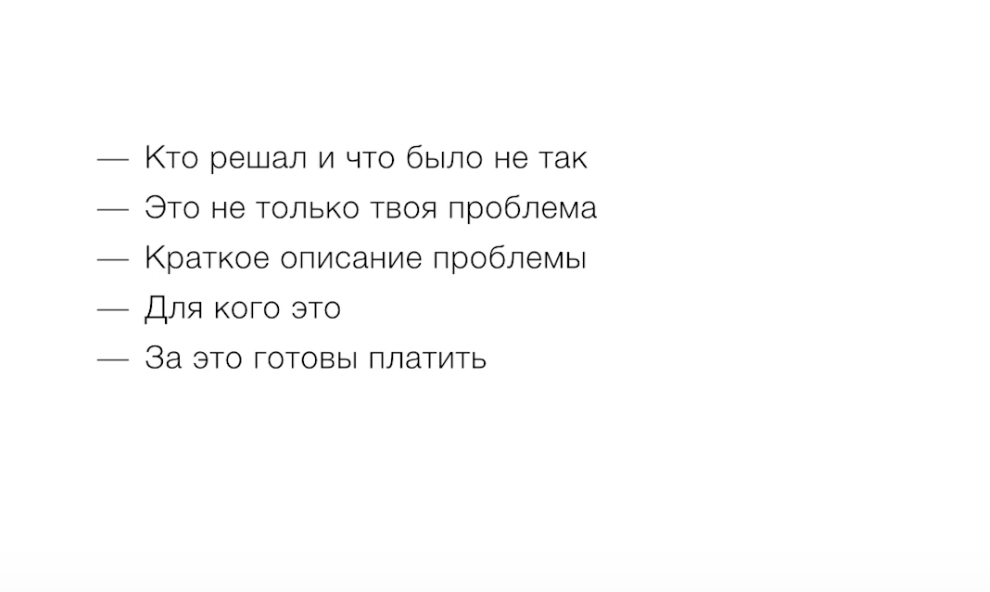 — Кто решал и что было не так
— Это не только твоя проблема
— Краткое описание проблемы
— Для кого это
— За это готовы платить